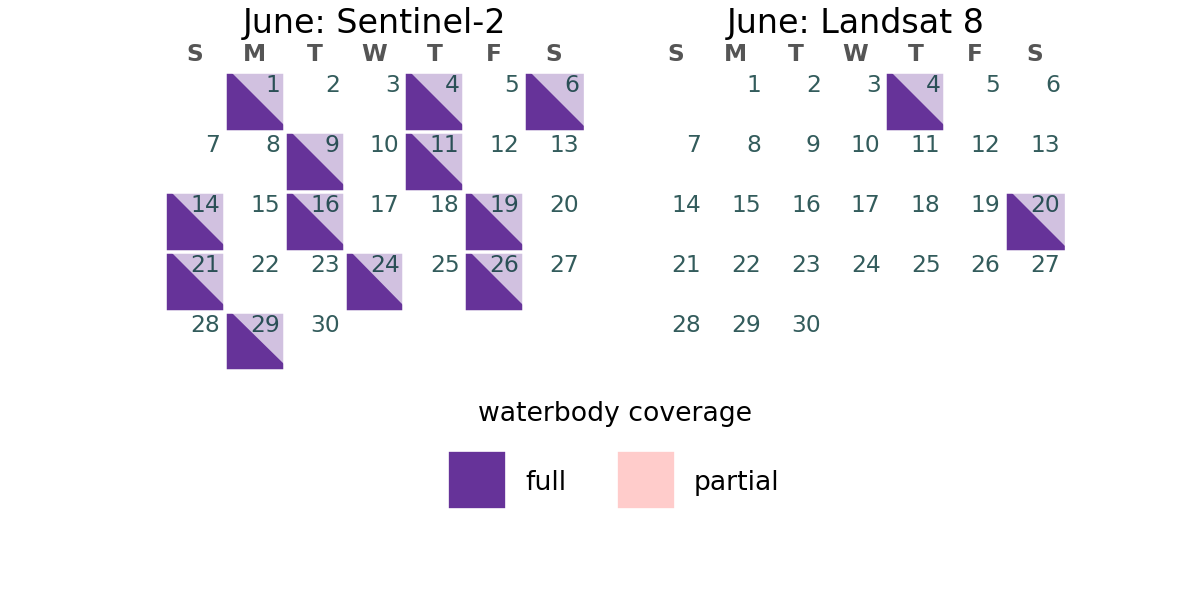 June: Sentinel-2
S M T W T F S
1 2 3 4 5 6
7 8 9 10 11 12 13
14 15 16 17 18 19 20
21 22 23 24 25 26 27
28 29 30
June: Landsat 8
S M T W T F S
1 2 3 4 5 6
7 8 9 10 11 12 13
14 15 16 17 18 19 20
21 22 23 24 25 26 27
28 29 30
waterbody coverage
full partial